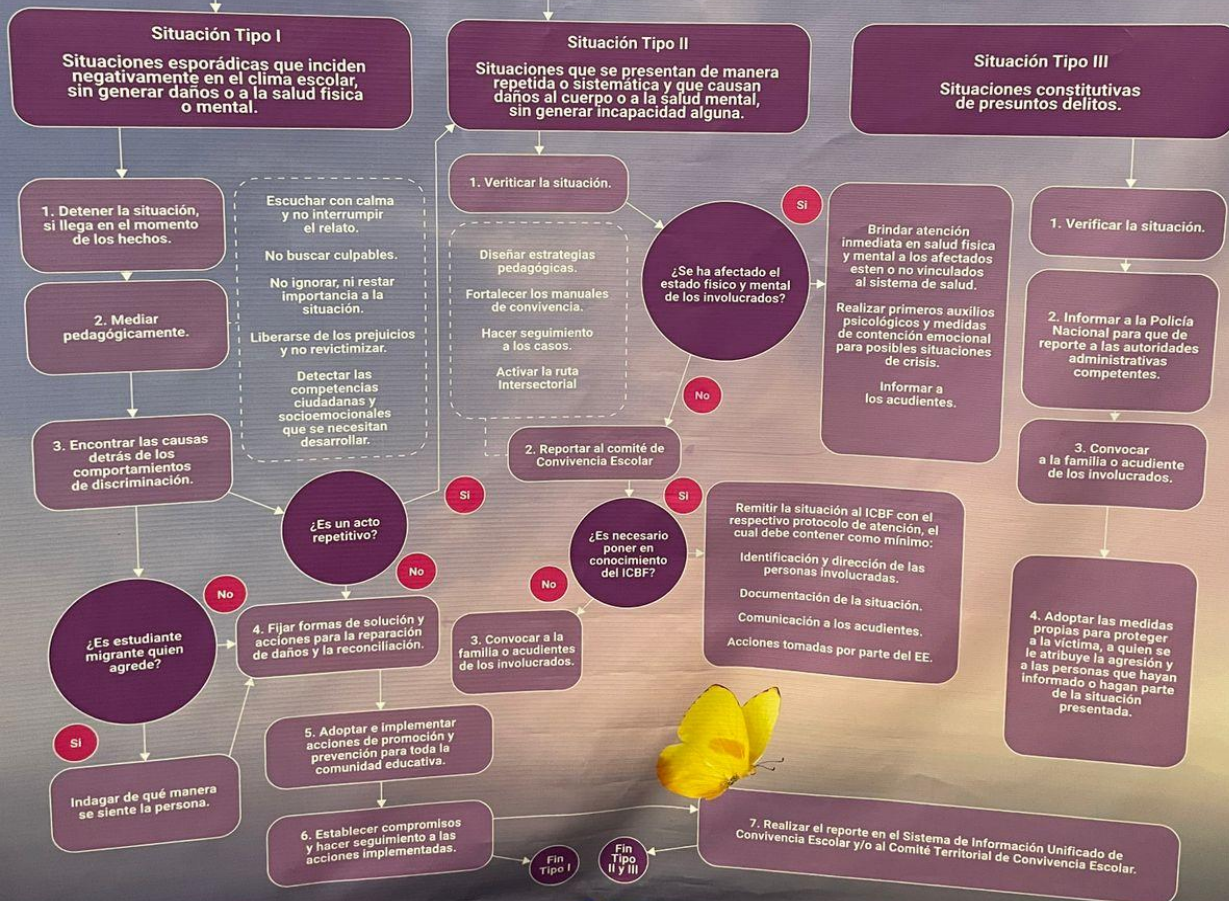 Situación Tipo I
Situaciones esporádicas que inciden
negativamente en el clima escolar,
sin generar daños o a la salud física
o mental.
1. Detener la situación,
si llega en el momento
de los hechos.
2. Mediar
pedagógicamente.
Escuchar con calma
y no interrumpir
el relato.
No buscar culpables.
No ignorar, ni restar
importancia a la
situación.
Liberarse de los prejuicios
y no revictimizar.
Detectar las
competencias
ciudadanas y
socioemocionales
que se necesitan
desarrollar.
3. Encontrar las causas
detrás de los
comportamientos
de discriminación.
¿Es un acto
repetitivo?
Si
No
¿Es estudiante
migrante quien
agrede?
No
Si
Indagar de qué manera
se siente la persona.
4. Fijar formas de solución y
acciones para la reparación
de daños y la reconciliación.
5. Adoptar e implementar
acciones de promoción y
prevención para toda la
comunidad educativa.
6. Establecer compromisos
y hacer seguimiento a las
acciones implementadas.
Fin
Tipo I
Situación Tipo II
Situaciones que se presentan de manera
repetida o sistemática y que causan
daños al cuerpo o a la salud mental,
sin generar incapacidad alguna.
1. Veriticar la situación.
Diseñar estrategias
pedagógicas.
Fortalecer los manuales
de convivencia.
Hacer seguimiento
a los casos.
Activar la ruta
Intersectorial
¿Se ha afectado el
estado fisico y mental
de los involucrados?
Si
Brindar atención
inmediata en salud fisica
y mental a los afectados
esten o no vinculados
al sistema de salud.
Realizar primeros auxilios
psicológicos y medidas
de contención emocional
para posibles situaciones
de crisis.
Informar a
los acudientes.
No
2. Reportar al comité de
Convivencia Escolar
¿Es necesario
poner en
conocimiento
del ICBF?
Si
Remitir la situación al ICBF con el
respectivo protocolo de atención, el
cual debe contener como mínimo:
Identificación y dirección de las
personas involucradas.
Documentación de la situación.
Comunicación a los acudientes.
Acciones tomadas por parte del EE.
No
3. Convocar a la
familia o acudientes
de los involucrados.
Situación Tipo III
Situaciones constitutivas
de presuntos delitos.
1. Verificar la situación.
2. Informar a la Policía
Nacional para que de
reporte a las autoridades
administrativas
competentes.
3. Convocar
a la familia o acudiente
de los involucrados.
4. Adoptar las medidas
propias para proteger
a la víctima, a quien se
le atribuye la agresión y
a las personas que hayan
informado o hagan parte
de la situación
presentada.
7. Realizar el reporte en el Sistema de Información Unificado de
Convivencia Escolar y/o al Comité Territorial de Convivencia Escolar.
Fin
Tipo
II y III